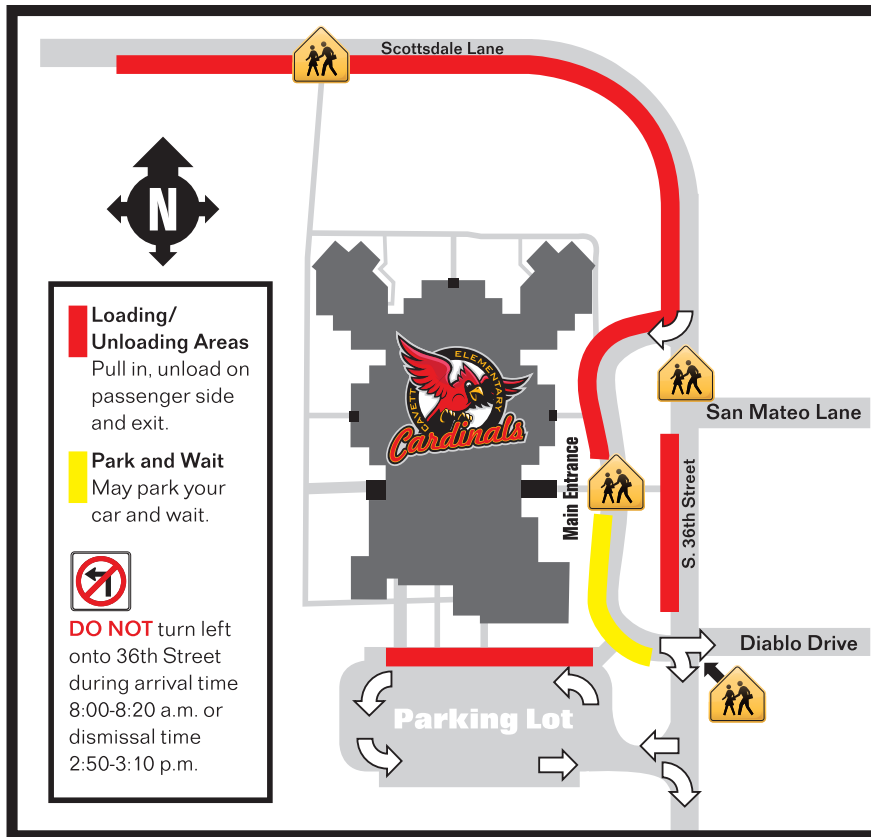 Scottsdale Lane
N
Loading/
Unloading Areas
Pull in, unload on
passenger side
and exit.
Park and Wait
May park your
car and wait.
DO NOT turn left
onto 36th Street
during arrival time
8:00-8:20 a.m. or
dismissal time
2:50-3:10 p.m.
CAVETT ELEMENTARY
Cardinals
Main Entrance
San Mateo Lane
S. 36th Street
Diablo Drive
Parking Lot